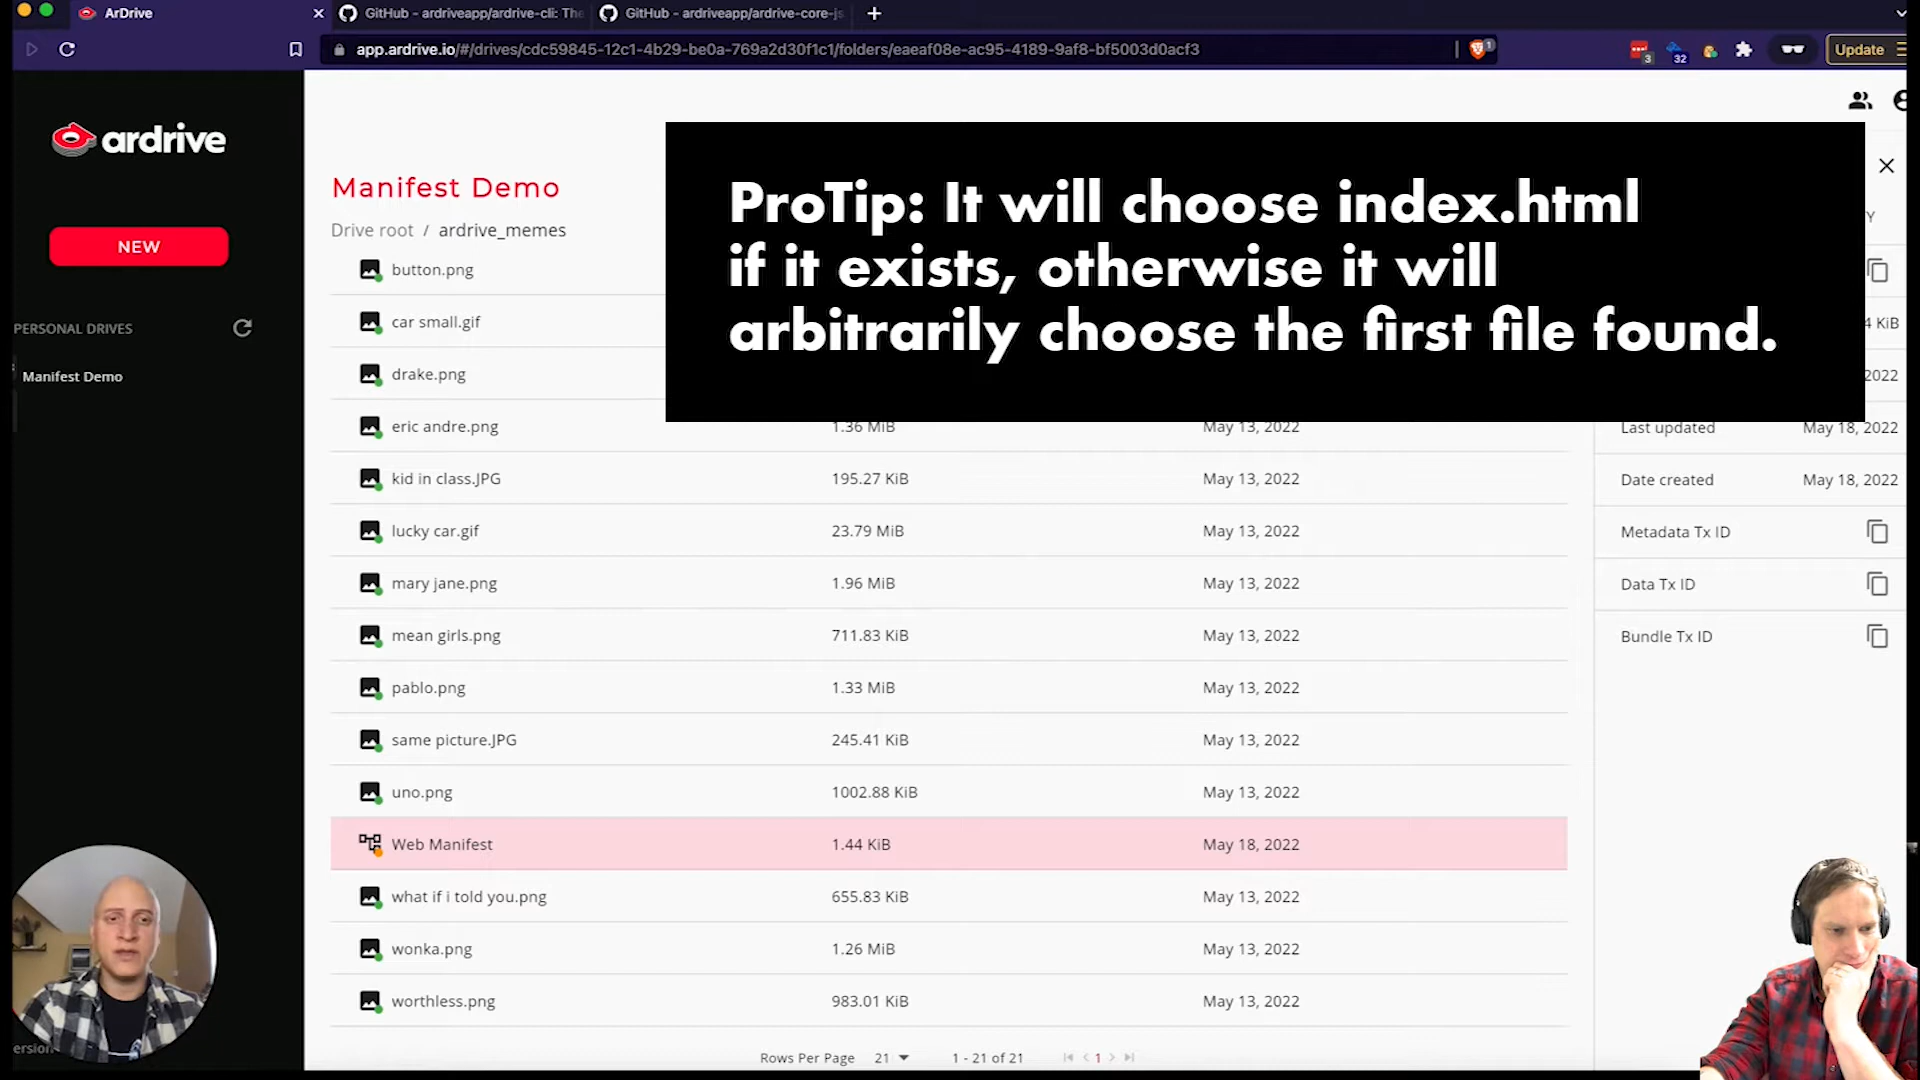 ArDrive
GitHub - ardriveapp/ardrive-cli: The
GitHub - ardriveapp/ardrive-core-js
app.ardrive.io/#/drives/cdc59845-12c1-4b29-be0a-769a2d30f1c1/folders/eaeaf08e-ac95-4189-9af8-bf5003d0acf3
1
3
32
Update
ardrive
NEW
PERSONAL DRIVES
Manifest Demo
Manifest Demo
Drive root / ardrive_memes
ProTip: It will choose index.html
if it exists, otherwise it will
arbitrarily choose the first file found.
button.png
car small.gif
drake.png
eric andre.png 1.36 MiB May 13, 2022
kid in class.JPG 195.27 KiB May 13, 2022
lucky car.gif 23.79 MiB May 13, 2022
mary jane.png 1.96 MiB May 13, 2022
mean girls.png 711.83 KiB May 13, 2022
pablo.png 1.33 MiB May 13, 2022
same picture.JPG 245.41 KiB May 13, 2022
uno.png 1002.88 KiB May 13, 2022
Web Manifest 1.44 KiB May 18, 2022
what if i told you.png 655.83 KiB May 13, 2022
wonka.png 1.26 MiB May 13, 2022
worthless.png 983.01 KiB May 13, 2022
Rows Per Page 21 1 - 21 of 21 1
Y
4 KiB
2022
Last updated May 18, 2022
Date created May 18, 2022
Metadata Tx ID
Data Tx ID
Bundle Tx ID
ersion